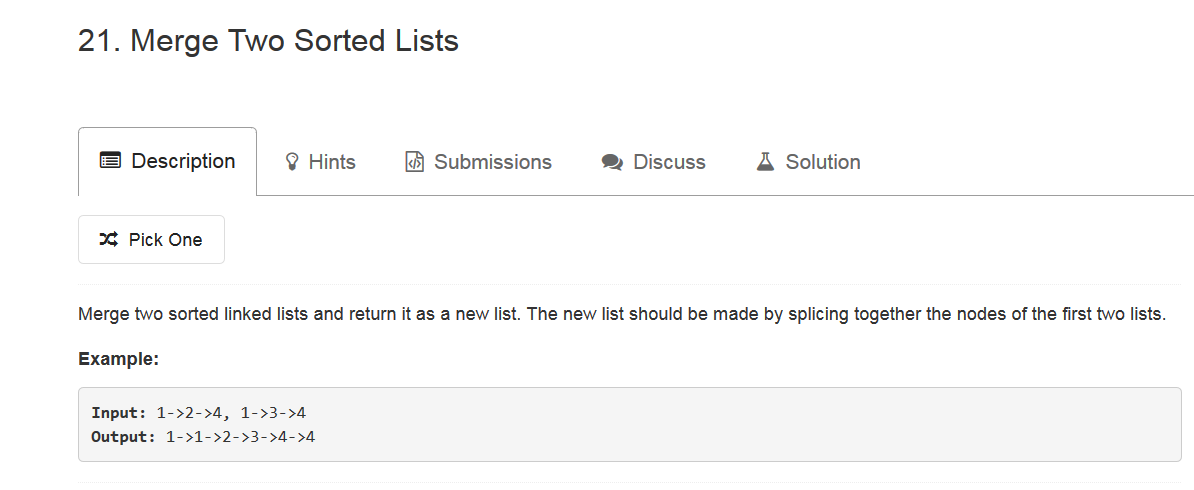 21. Merge Two Sorted Lists
Description Hints Submissions Discuss Solution
Pick One
Merge two sorted linked lists and return it as a new list. The new list should be made by splicing together the nodes of the first two lists.
Example:
Input: 1->2->4, 1->3->4
Output: 1->1->2->3->4->4